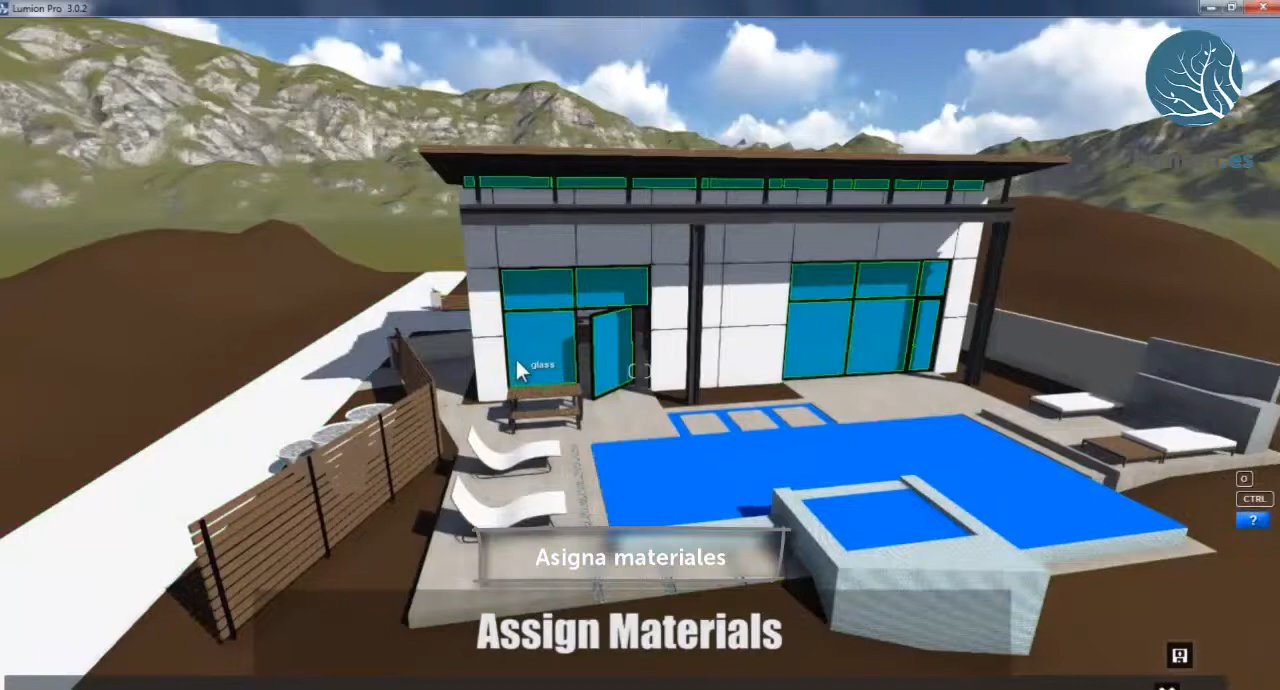 Lumion Pro 3.0.2
glass
O
CTRL
?
Asigna materiales
Assign Materials